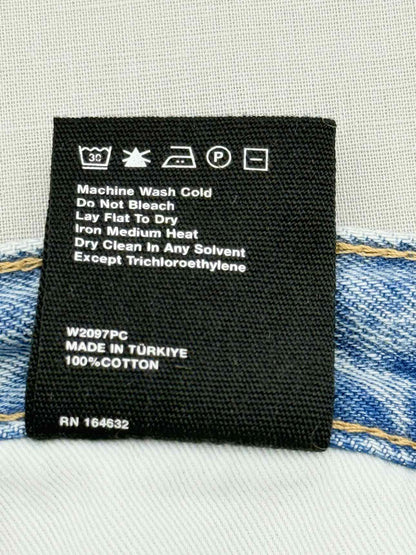 30 P
Machine Wash Cold
Do Not Bleach
Lay Flat To Dry
Iron Medium Heat
Dry Clean In Any Solvent
Except Trichloroethylene
W2097PC
MADE IN TÜRKIYE
100%COTTON
RN 164632